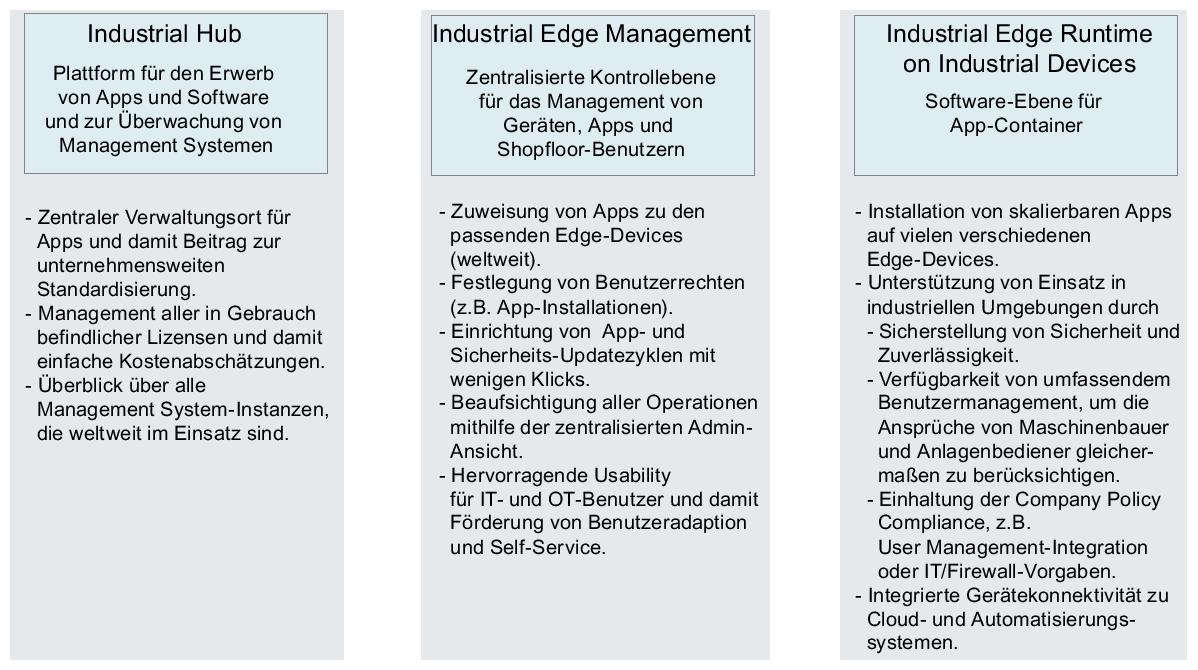 Industrial Hub
Plattform für den Erwerb
von Apps und Software
und zur Überwachung von
Management Systemen
- Zentraler Verwaltungsort für
Apps und damit Beitrag zur
unternehmensweiten
Standardisierung.
- Management aller in Gebrauch
befindlicher Lizensen und damit
einfache Kostenabschätzungen.
- Überblick über alle
Management System-Instanzen,
die weltweit im Einsatz sind.
Industrial Edge Management
Zentralisierte Kontrollebene
für das Management von
Geräten, Apps und
Shopfloor-Benutzern
- Zuweisung von Apps zu den
passenden Edge-Devices
(weltweit).
- Festlegung von Benutzerrechten
(z.B. App-Installationen).
- Einrichtung von App- und
Sicherheits-Updatezyklen mit
wenigen Klicks.
- Beaufsichtigung aller Operationen
mithilfe der zentralisierten Admin-
Ansicht.
- Hervorragende Usability
für IT- und OT-Benutzer und damit
Förderung von Benutzeradaption
und Self-Service.
Industrial Edge Runtime
on Industrial Devices
Software-Ebene für
App-Container
- Installation von skalierbaren Apps
auf vielen verschiedenen
Edge-Devices.
- Unterstützung von Einsatz in
industriellen Umgebungen durch
- Sicherstellung von Sicherheit und
Zuverlässigkeit.
- Verfügbarkeit von umfassendem
Benutzermanagement, um die
Ansprüche von Maschinenbauer
und Anlagenbediener gleicher-
maßen zu berücksichtigen.
- Einhaltung der Company Policy
Compliance, z.B.
User Management-Integration
oder IT/Firewall-Vorgaben.
- Integrierte Gerätekonnektivität zu
Cloud- und Automatisierungs-
systemen.